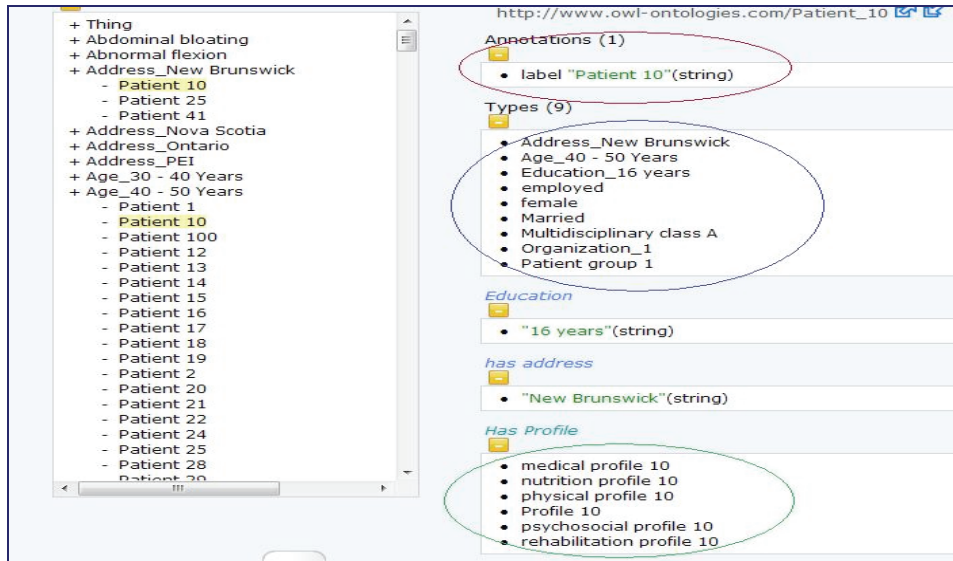 + Thing
+ Abdominal bloating
+ Abnormal flexion
+ Address_New Brunswick
- Patient 10
- Patient 25
- Patient 41
+ Address_Nova Scotia
+ Address_Ontario
+ Address_PEI
+ Age_30 - 40 Years
+ Age_40 - 50 Years
- Patient 1
- Patient 10
- Patient 100
- Patient 12
- Patient 13
- Patient 14
- Patient 15
- Patient 16
- Patient 17
- Patient 18
- Patient 19
- Patient 2
- Patient 20
- Patient 21
- Patient 22
- Patient 24
- Patient 25
- Patient 28
- Patient 29
http://www.owl-ontologies.com/Patient_10
Annotations (1)
• label "Patient 10"(string)
Types (9)
• Address_New Brunswick
• Age_40 - 50 Years
• Education_16 years
• employed
• female
• Married
• Multidisciplinary class A
• Organization_1
• Patient group 1
Education
• "16 years"(string)
has address
• "New Brunswick"(string)
Has Profile
• medical profile 10
• nutrition profile 10
• physical profile 10
• Profile 10
• psychosocial profile 10
• rehabilitation profile 10